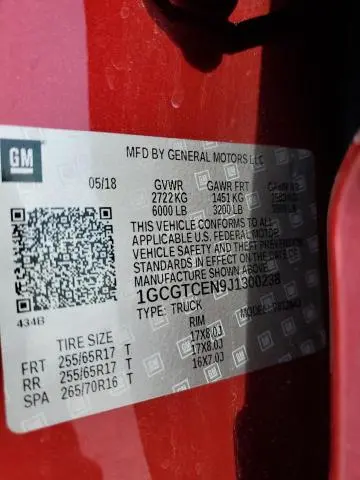 GM
MFD BY GENERAL MOTORS LLC
05/18 GVWR GAWR FRT
2722 KG 1451 KG
6000 LB 3200 LB
THIS VEHICLE CONFORMS TO ALL
APPLICABLE U.S. FEDERAL MOTOR
VEHICLE SAFETY AND THEFT PREVENTION
STANDARDS IN EFFECT ON THE DATE OF
MANUFACTURE SHOWN ABOVE.
1GCGTCEN9J1300238
434B TYPE: TRUCK MODEL:
TIRE SIZE RIM
FRT 255/65R17 T 17X8.0J
RR 255/65R17 T 17X8.0J
SPA 265/70R16 T 16X7.0J